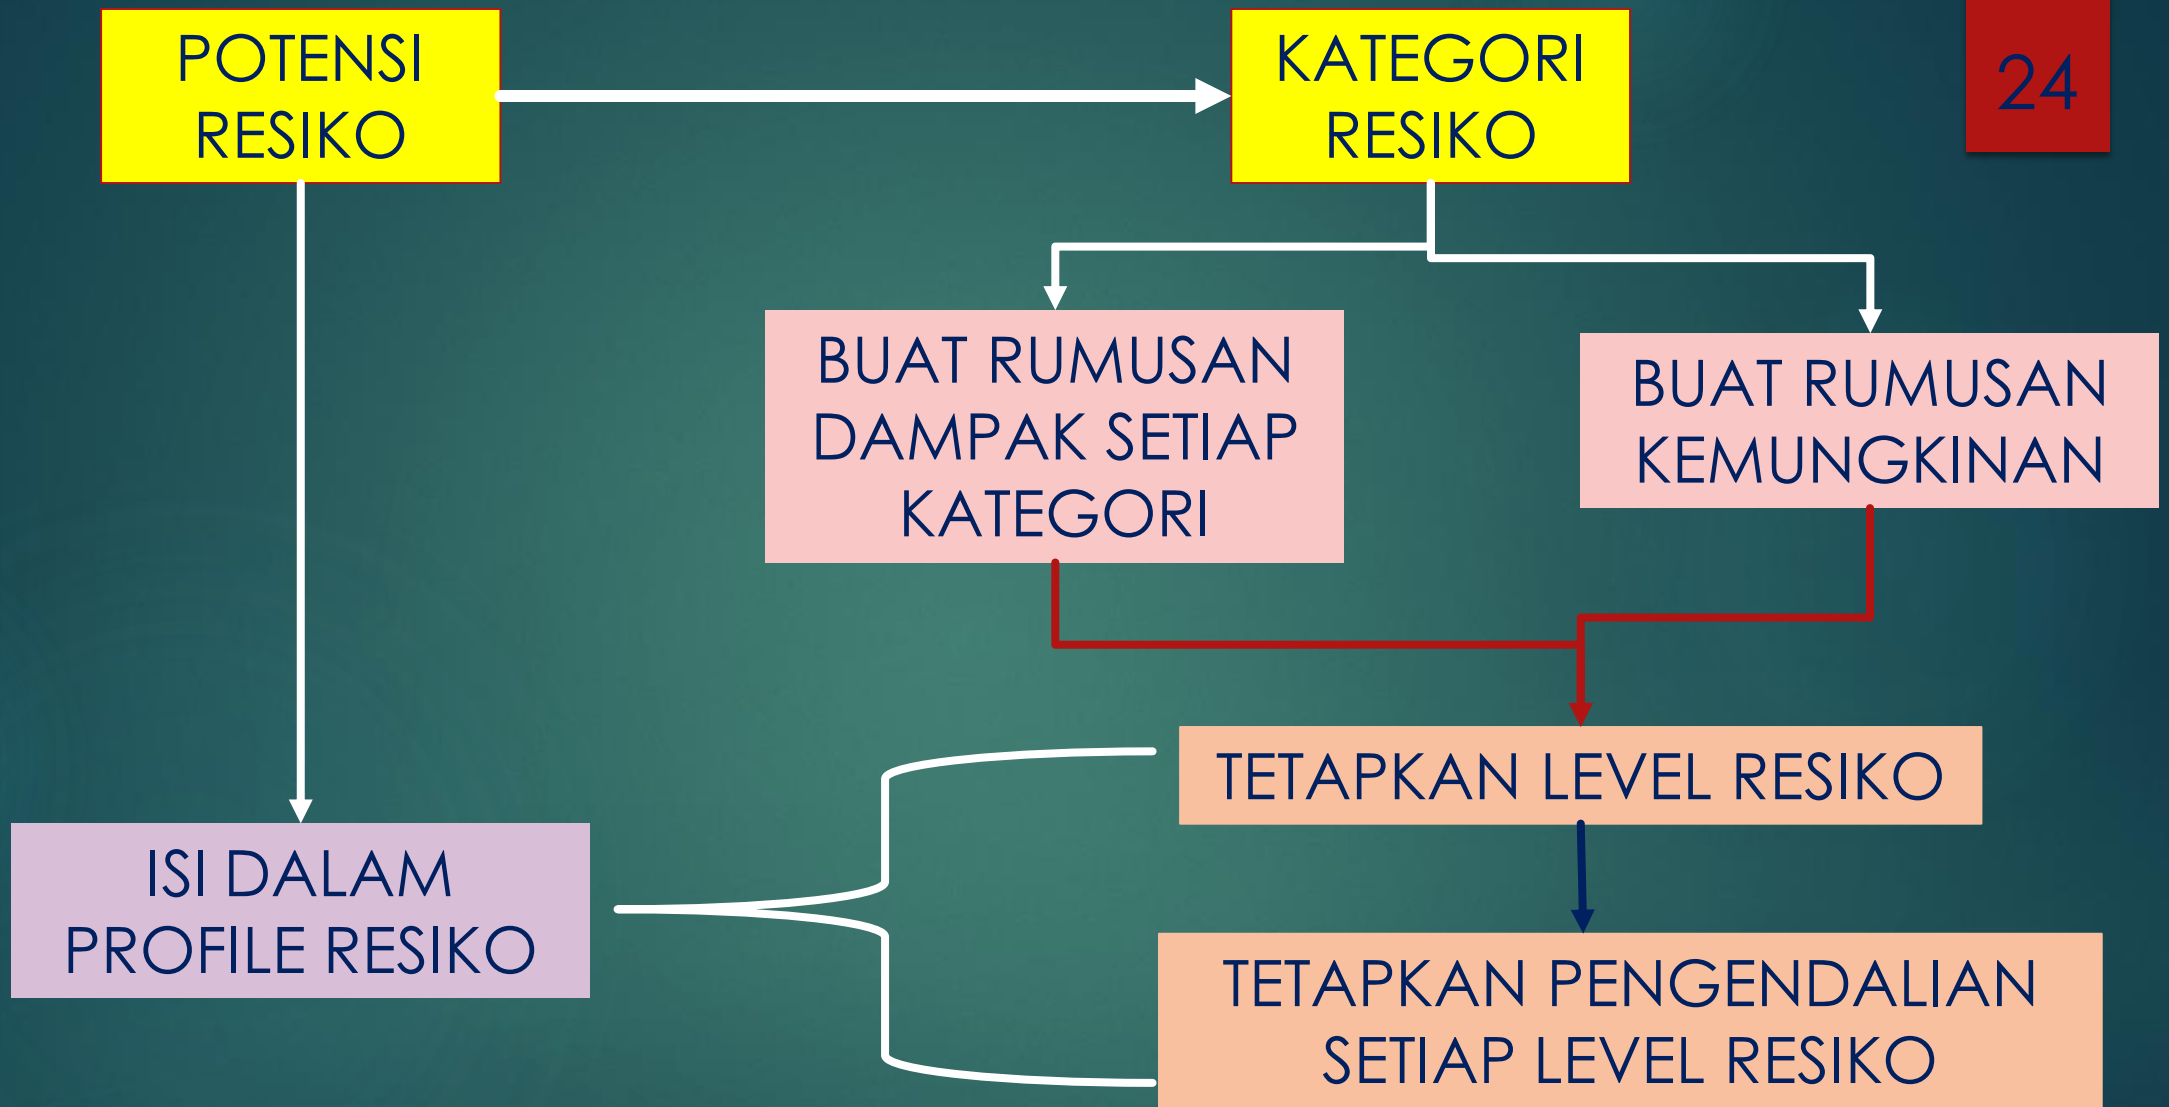 POTENSI
RESIKO
KATEGORI
RESIKO
24
BUAT RUMUSAN
DAMPAK SETIAP
KATEGORI
BUAT RUMUSAN
KEMUNGKINAN
TETAPKAN LEVEL RESIKO
ISI DALAM
PROFILE RESIKO
TETAPKAN PENGENDALIAN
SETIAP LEVEL RESIKO